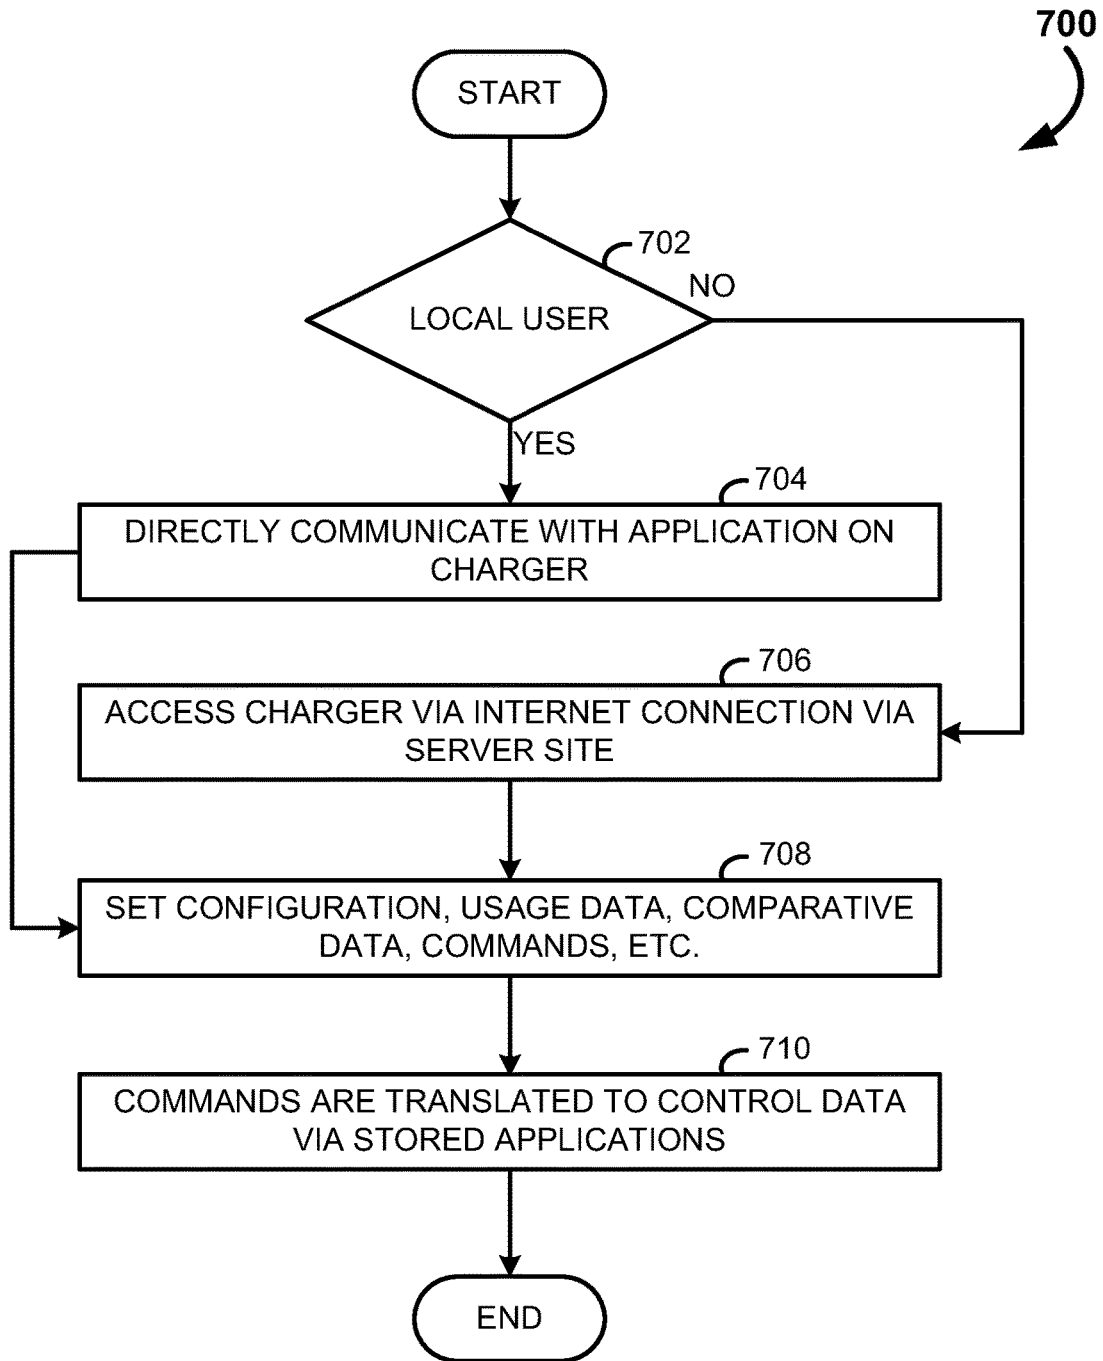 700
START
702
NO
LOCAL USER
YES
704
DIRECTLY COMMUNICATE WITH APPLICATION ON
CHARGER
706
ACCESS CHARGER VIA INTERNET CONNECTION VIA
SERVER SITE
708
SET CONFIGURATION, USAGE DATA, COMPARATIVE
DATA, COMMANDS, ETC.
710
COMMANDS ARE TRANSLATED TO CONTROL DATA
VIA STORED APPLICATIONS
END